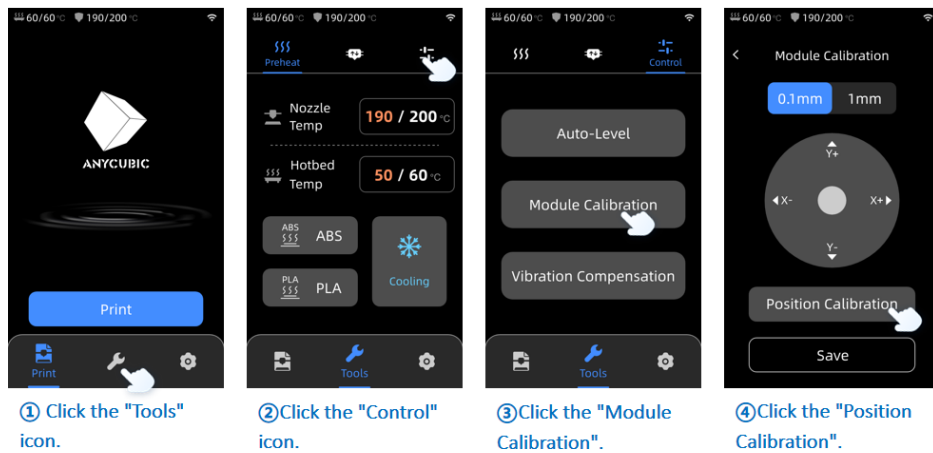 60/60°C 190/200°C
ANYCUBIC
Print
Print
① Click the "Tools"
icon.
60/60°C 190/200°C
Preheat
Nozzle
Temp
190 / 200 °C
Hotbed
Temp
50 / 60 °C
ABS
ABS
PLA
PLA
Cooling
Tools
②Click the "Control"
icon.
60/60°C 190/200°C
Control
Auto-Level
Module Calibration
Vibration Compensation
Tools
③Click the "Module
Calibration".
60/60°C 190/200°C
< Module Calibration
0.1mm 1mm
Y+
X- X+
Y-
Position Calibration
Save
④Click the "Position
Calibration".